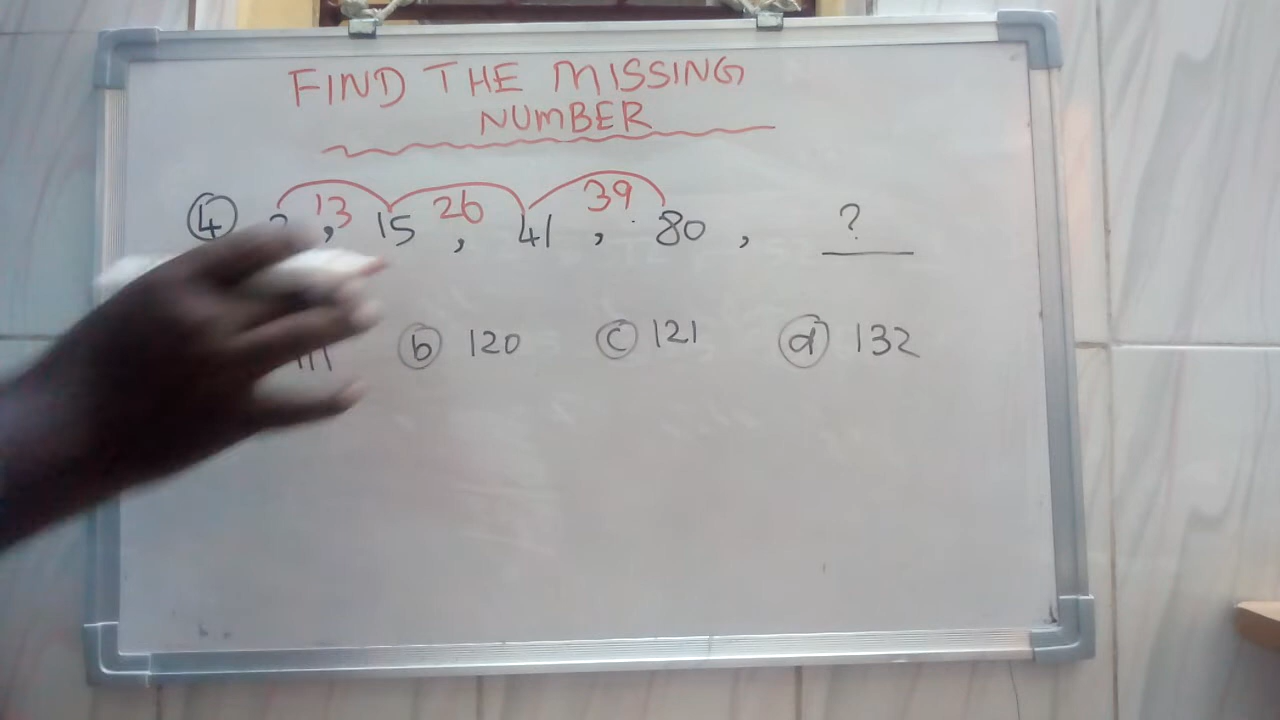 FIND THE MISSING
NUMBER
13 26 39
4 , 15 , 41 , 80 , ?
b 120 c 121 d 132